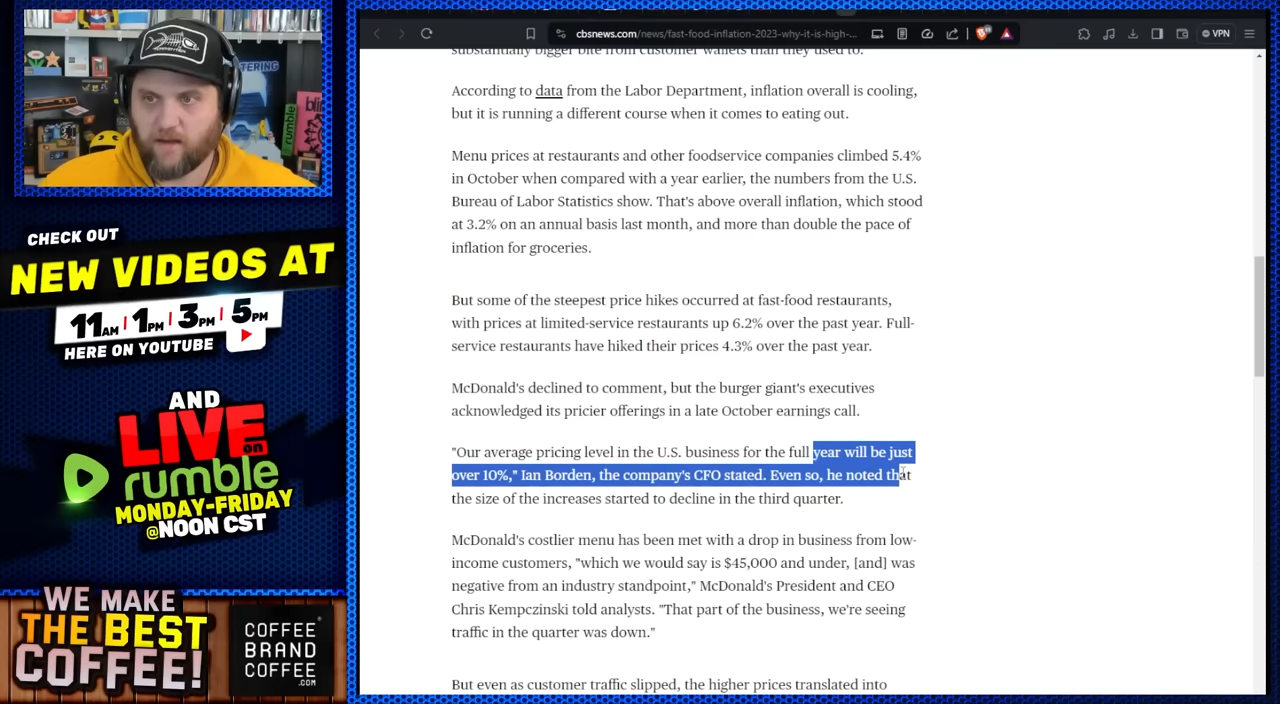 CHECK OUT
NEW VIDEOS AT
11AM | 1PM | 3PM | 5PM
HERE ON YOUTUBE
AND
LIVE on
rumble
MONDAY-FRIDAY
@NOON CST
WE MAKE
THE BEST
COFFEE!
COFFEE
BRAND
COFFEE
.COM
rumble
cbsnews.com/news/fast-food-inflation-2023-why-it-is-high-...
VPN
substantially bigger bite from customer wallets than they used to.
According to data from the Labor Department, inflation overall is cooling,
but it is running a different course when it comes to eating out.
Menu prices at restaurants and other foodservice companies climbed 5.4%
in October when compared with a year earlier, the numbers from the U.S.
Bureau of Labor Statistics show. That's above overall inflation, which stood
at 3.2% on an annual basis last month, and more than double the pace of
inflation for groceries.
But some of the steepest price hikes occurred at fast-food restaurants,
with prices at limited-service restaurants up 6.2% over the past year. Full-
service restaurants have hiked their prices 4.3% over the past year.
McDonald's declined to comment, but the burger giant's executives
acknowledged its pricier offerings in a late October earnings call.
"Our average pricing level in the U.S. business for the full year will be just
over 10%," Ian Borden, the company's CFO stated. Even so, he noted that
the size of the increases started to decline in the third quarter.
McDonald's costlier menu has been met with a drop in business from low-
income customers, "which we would say is $45,000 and under, [and] was
negative from an industry standpoint," McDonald's President and CEO
Chris Kempczinski told analysts. "That part of the business, we're seeing
traffic in the quarter was down."
But even as customer traffic slipped, the higher prices translated into